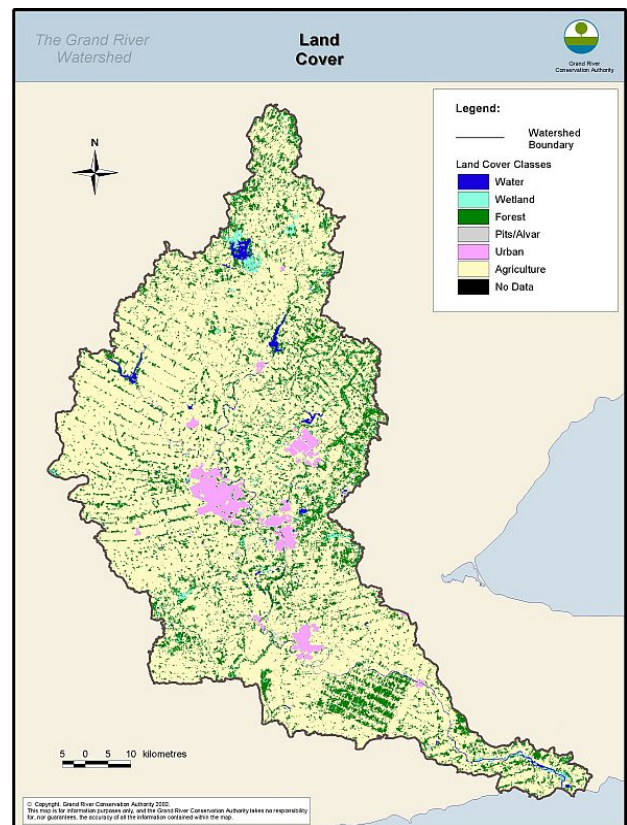 The Grand River
Watershed
Land
Cover
Grand River
Conservation Authority
N
Legend:
Watershed
Boundary
Land Cover Classes
Water
Wetland
Forest
Pits/Alvar
Urban
Agriculture
No Data
5 0 5 10 kilometres
© Copyright, Grand River Conservation Authority 2002.
This map is for information purposes only, and the Grand River Conservation Authority takes no responsibility
for, nor guarantees, the accuracy of all the information contained within the map.